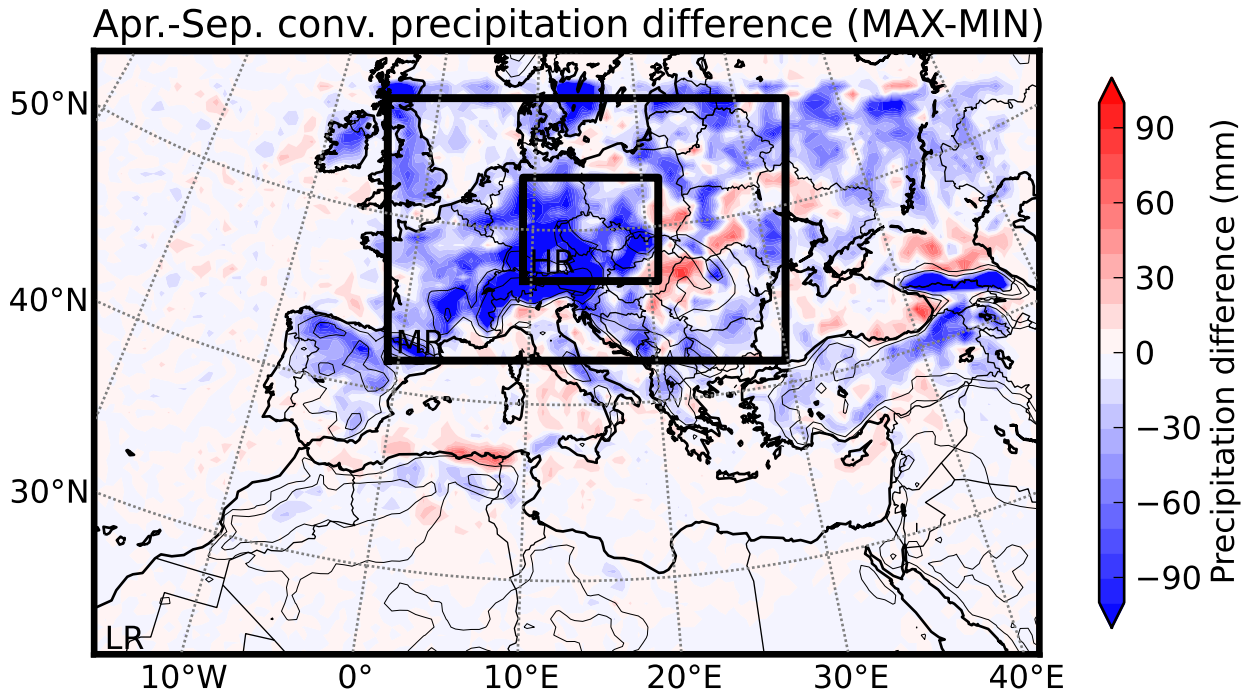 Apr.-Sep. conv. precipitation difference (MAX-MIN)
50°N
40°N
30°N
HR
MR
LR
10°W
0°
10°E
20°E
30°E
40°E
90
60
30
0
−30
−60
−90
Precipitation difference (mm)